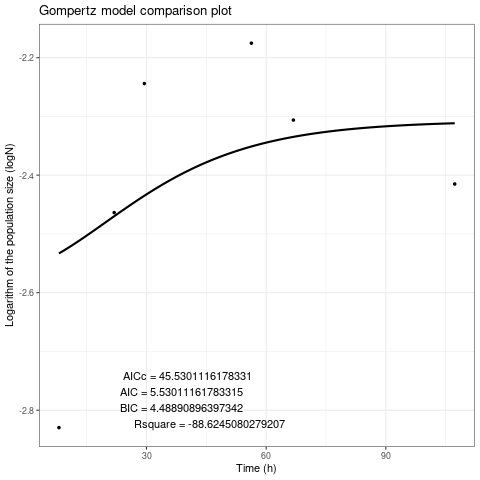 Gompertz model comparison plot
Logarithm of the population size (logN)
-2.2
-2.4
-2.6
-2.8
AICc = 45.5301116178331
AIC = 5.53011161783315
BIC = 4.48890896397342
Rsquare = -88.6245080279207
30
60
90
Time (h)